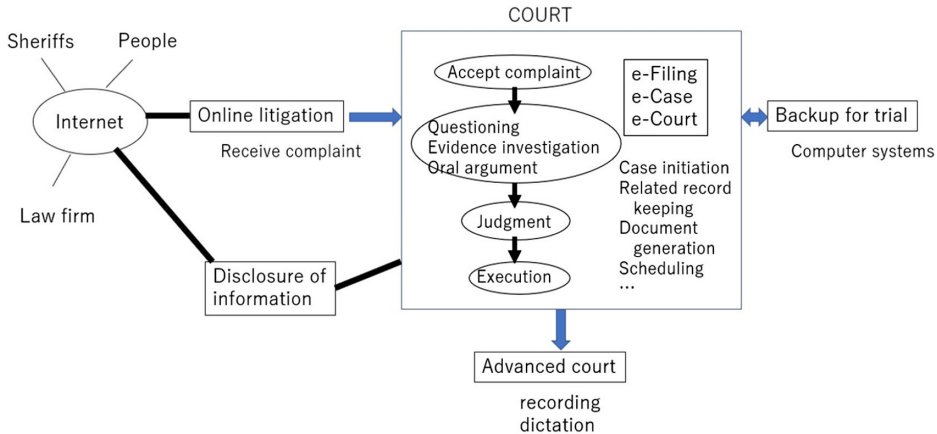 COURT
Sheriffs
People
Internet
Law firm
Online litigation
Receive complaint
Disclosure of
information
Accept complaint
Questioning
Evidence investigation
Oral argument
Judgment
Execution
e-Filing
e-Case
e-Court
Case initiation
Related record
keeping
Document
generation
Scheduling
...
Backup for trial
Computer systems
Advanced court
recording
dictation